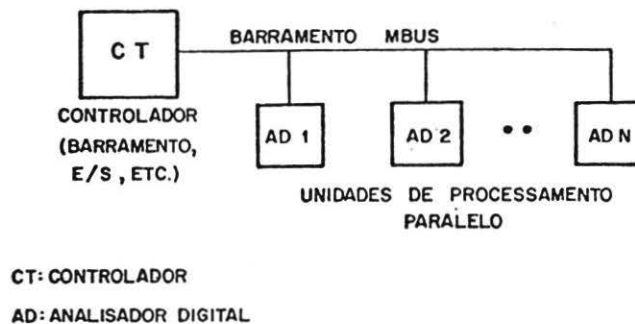 CT
BARRAMENTO MBUS
CONTROLADOR
(BARRAMENTO,
E/S, ETC.)
AD 1
AD 2
AD N
UNIDADES DE PROCESSAMENTO
PARALELO
CT: CONTROLADOR
AD: ANALISADOR DIGITAL